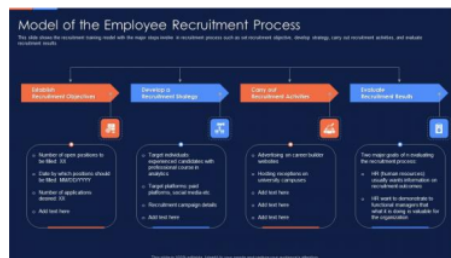 Model of the Employee Recruitment Process
This slide shows the recruitment training model with the major steps involve in recruitment process such as set recruitment objective, develop strategy, carry out recruitment activities, and evaluate
recruitment results.
Establish
Recruitment Objectives
Number of open positions to
be filled: XX
Date by which positions should
be filled: MM/DD/YYYY
Number of applications
desired: XX
Add text here
Develop a
Recruitment Strategy
Target individuals
experienced candidates with
professional course in
analytics
Target platforms: paid
platforms, social media etc.
Recruitment campaign details
Add text here
Carry out
Recruitment Activities
Advertising on career-builder
websites
Hosting receptions on
university campuses
Add text here
Add text here
Add text here
Evaluate
Recruitment Results
Two major goals of n evaluating
the recruitment process:
HR (human resources)
usually wants information on
recruitment outcomes
HR want to demonstrate to
functional managers that
what it is doing is valuable for
the organization